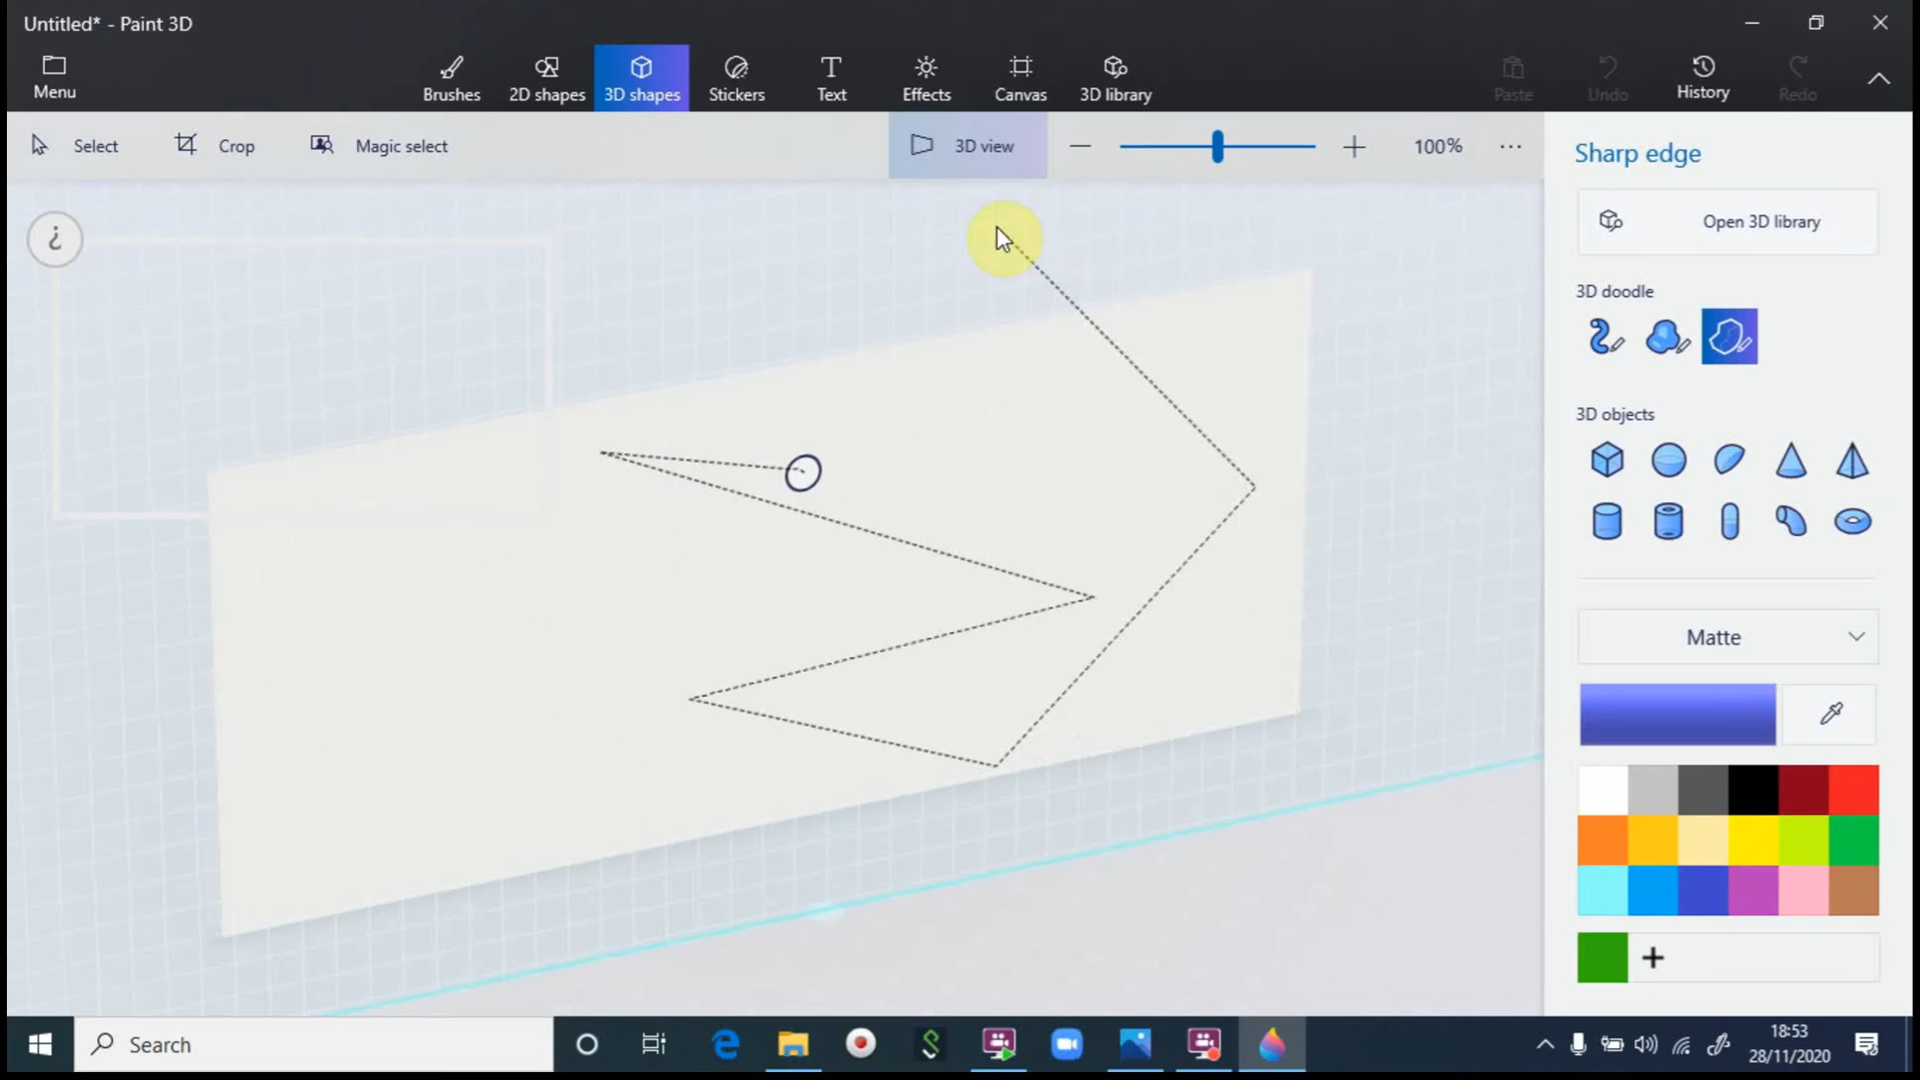 Untitled* - Paint 3D
Menu
Brushes
2D shapes
3D shapes
Stickers
Text
Effects
Canvas
3D library
Paste
Undo
History
Redo
Select
Crop
Magic select
3D view
100%
Sharp edge
Open 3D library
3D doodle
3D objects
Matte
Search
18:53
28/11/2020